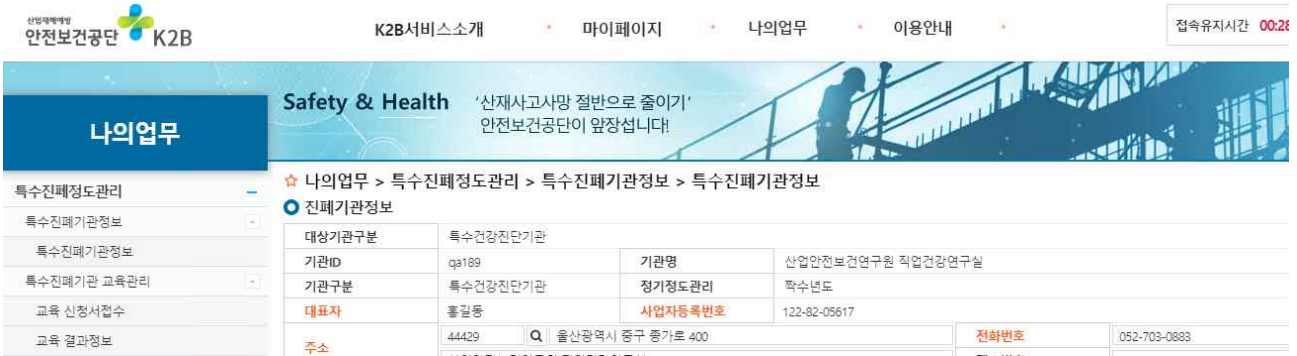 산업재해예방
안전보건공단 K2B
K2B서비스소개 마이페이지 나의업무 이용안내
접속유지시간 00:28
Safety & Health '산재사고사망 절반으로 줄이기'
안전보건공단이 앞장섭니다!
나의업무
특수진폐정도관리
특수진폐기관정보
특수진폐기관정보
특수진폐기관 교육관리
교육 신청서접수
교육 결과정보
☆ 나의업무 > 특수진폐정도관리 > 특수진폐기관정보 > 특수진폐기관정보
진폐기관정보
대상기관구분 특수건강진단기관
기관ID qa189 기관명 산업안전보건연구원 직업건강연구실
기관구분 특수건강진단기관 정기정도관리 짝수년도
대표자 홍길동 사업자등록번호 122-82-05617
주소 44429 울산광역시 중구 종가로 400 전화번호 052-703-0883